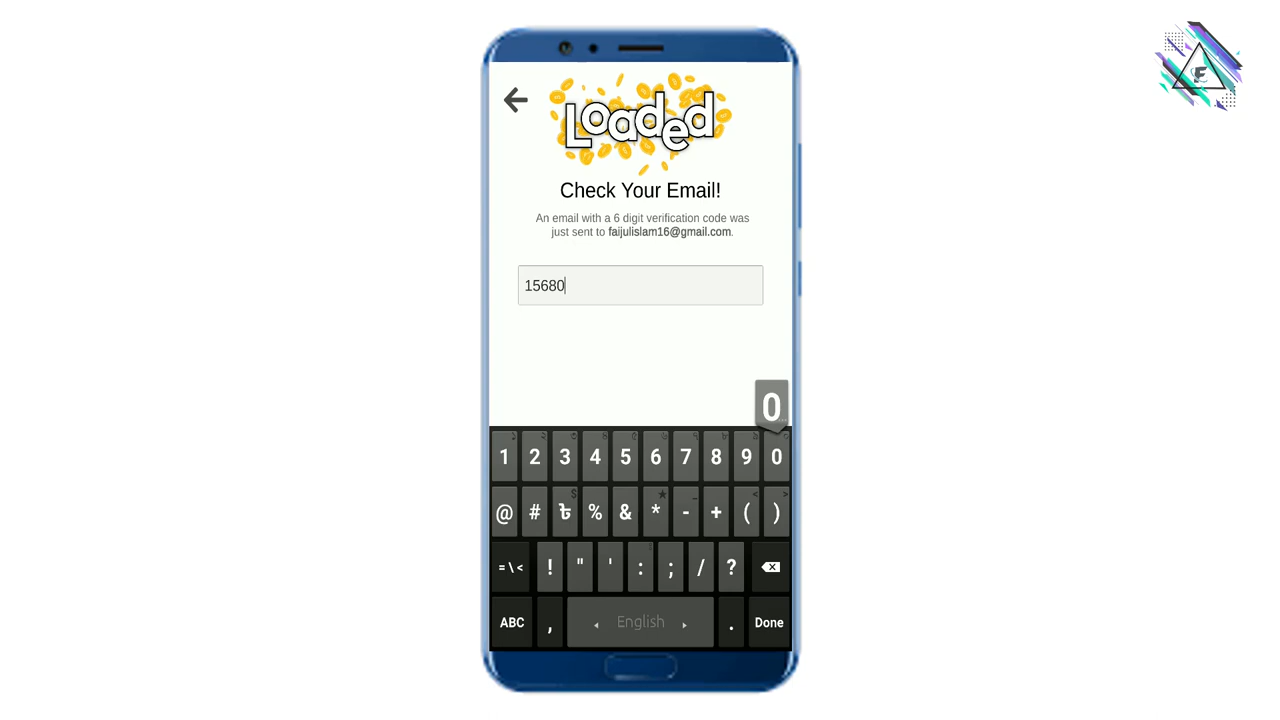 Loaded
Check Your Email!
An email with a 6 digit verification code was
just sent to faijulislam16@gmail.com.
15680
0
1 2 3 4 5 6 7 8 9 0
@ # ৳ % & * - + ( )
= \ < ! " ' : ; / ?
ABC , English . Done